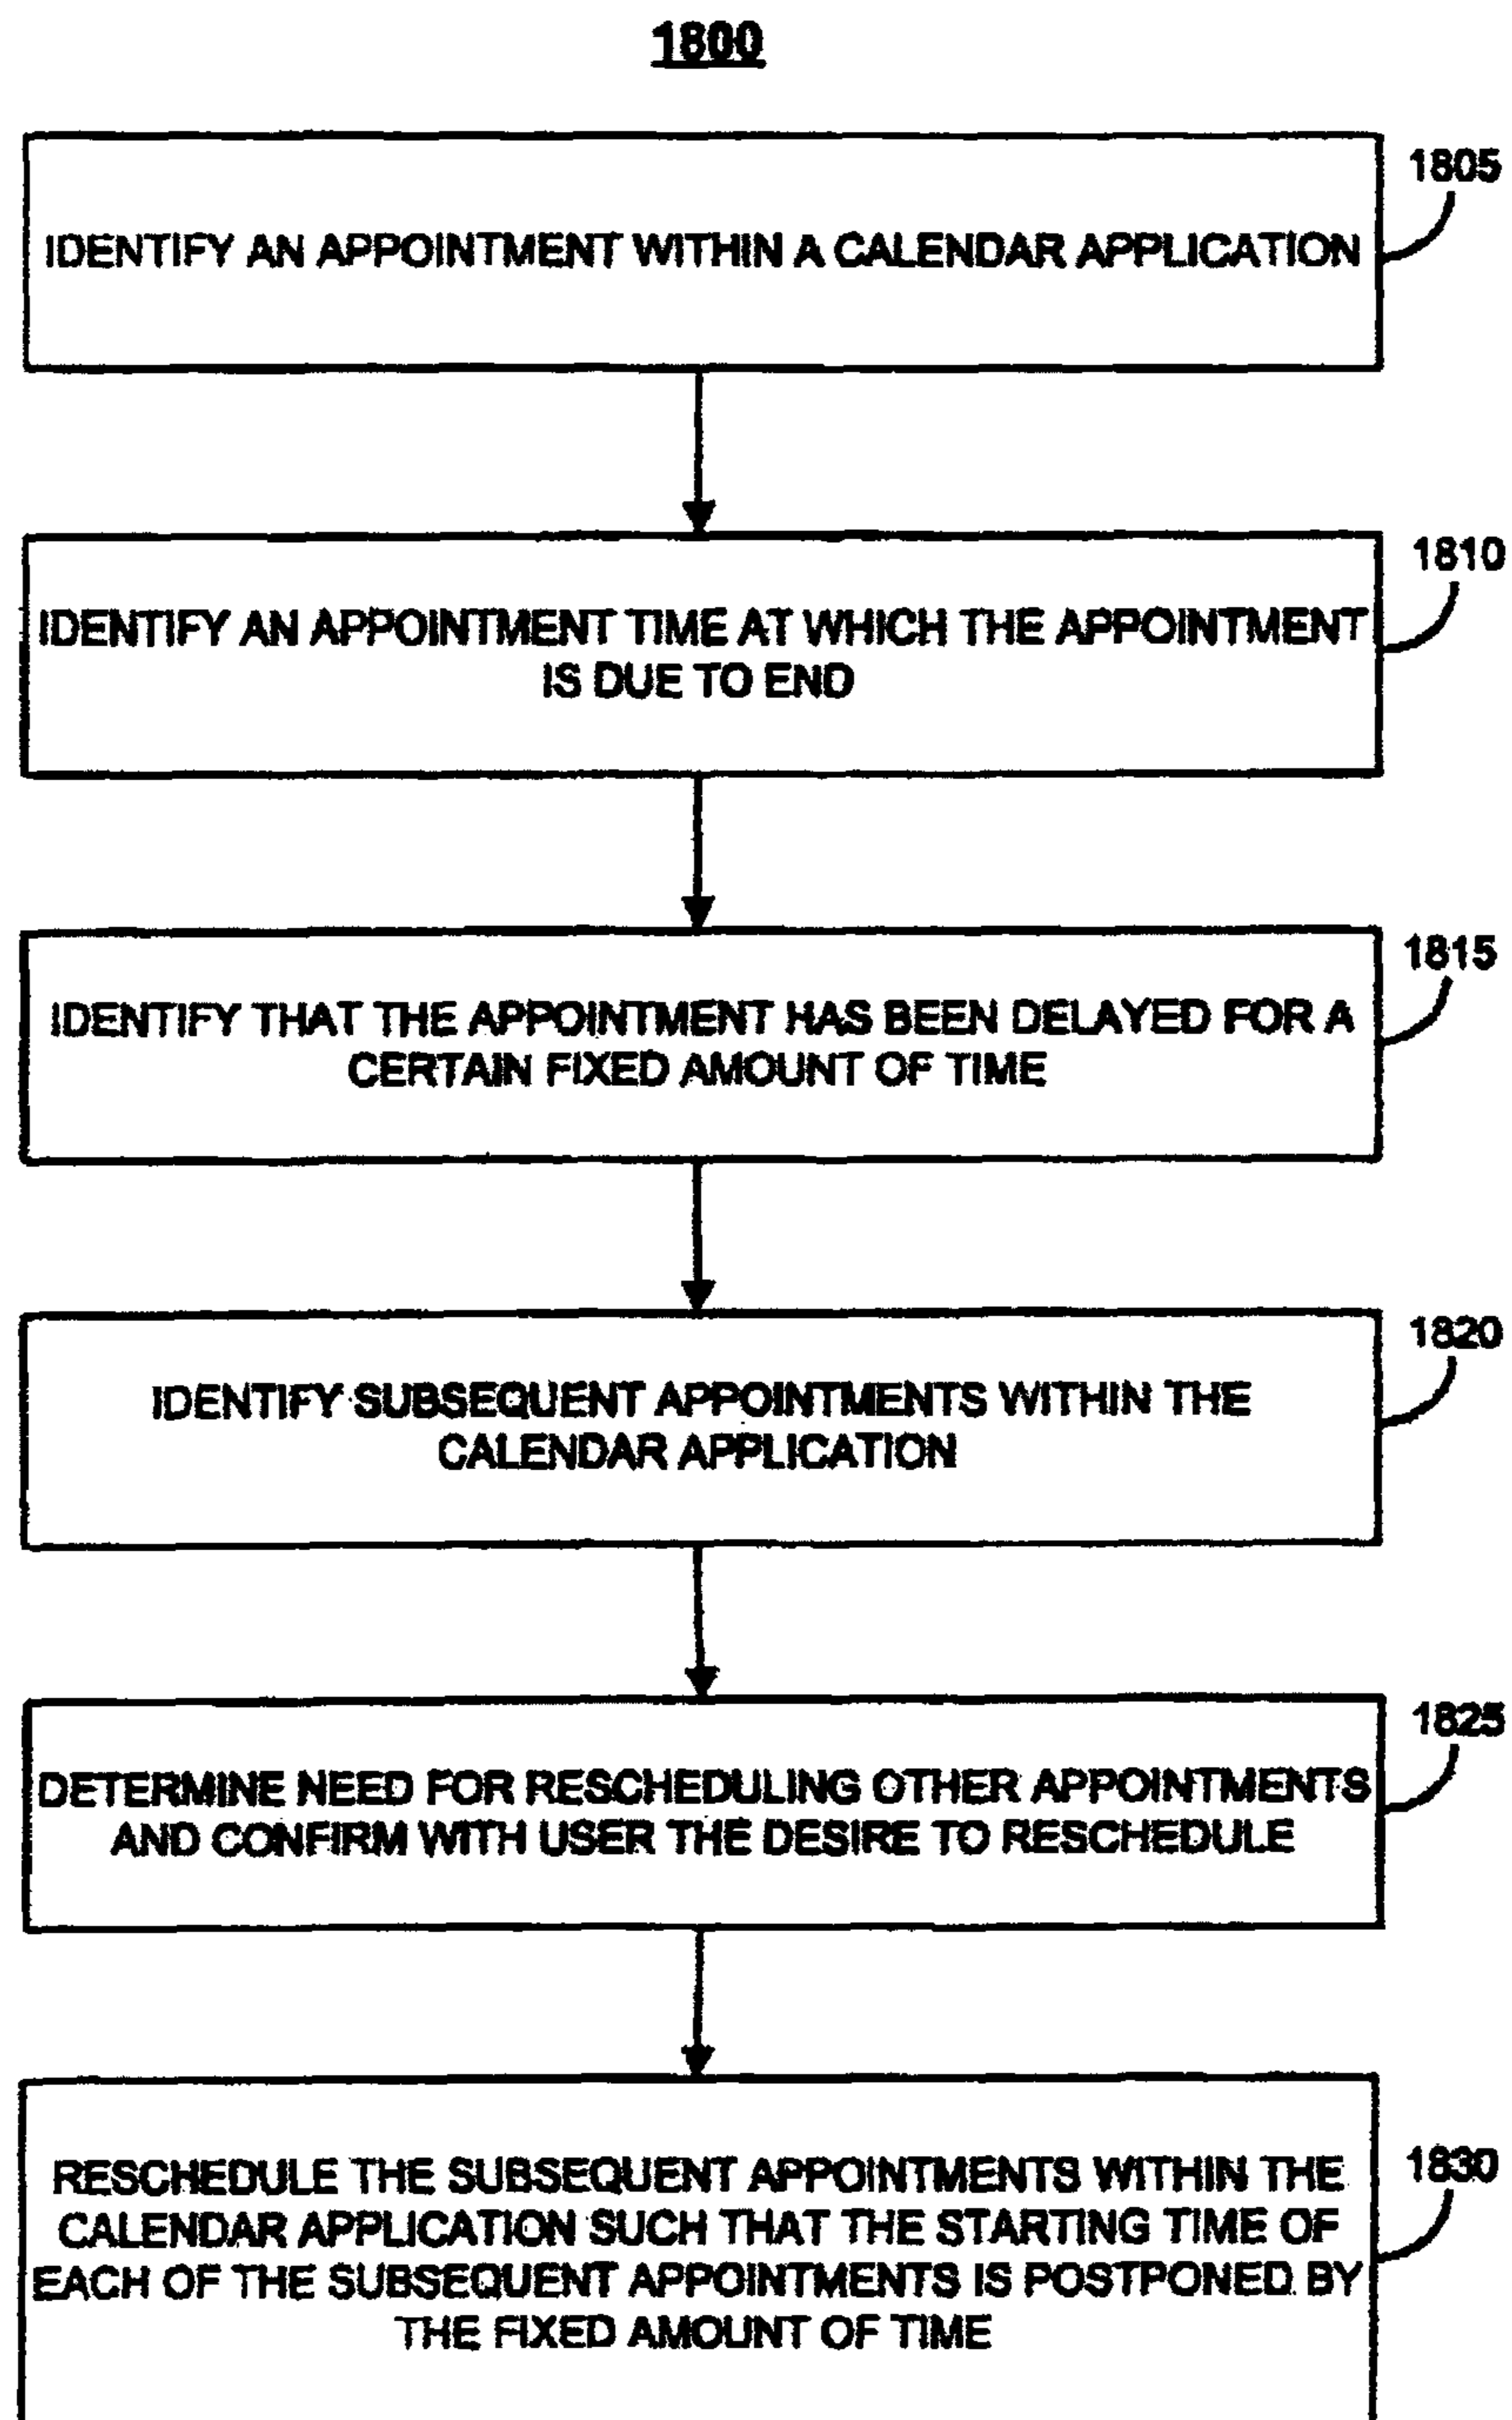 1800
1805
IDENTIFY AN APPOINTMENT WITHIN A CALENDAR APPLICATION
1810
IDENTIFY AN APPOINTMENT TIME AT WHICH THE APPOINTMENT
IS DUE TO END
1815
IDENTIFY THAT THE APPOINTMENT HAS BEEN DELAYED FOR A
CERTAIN FIXED AMOUNT OF TIME
1820
IDENTIFY SUBSEQUENT APPOINTMENTS WITHIN THE
CALENDAR APPLICATION
1825
DETERMINE NEED FOR RESCHEDULING OTHER APPOINTMENTS
AND CONFIRM WITH USER THE DESIRE TO RESCHEDULE
1830
RESCHEDULE THE SUBSEQUENT APPOINTMENTS WITHIN THE
CALENDAR APPLICATION SUCH THAT THE STARTING TIME OF
EACH OF THE SUBSEQUENT APPOINTMENTS IS POSTPONED BY
THE FIXED AMOUNT OF TIME